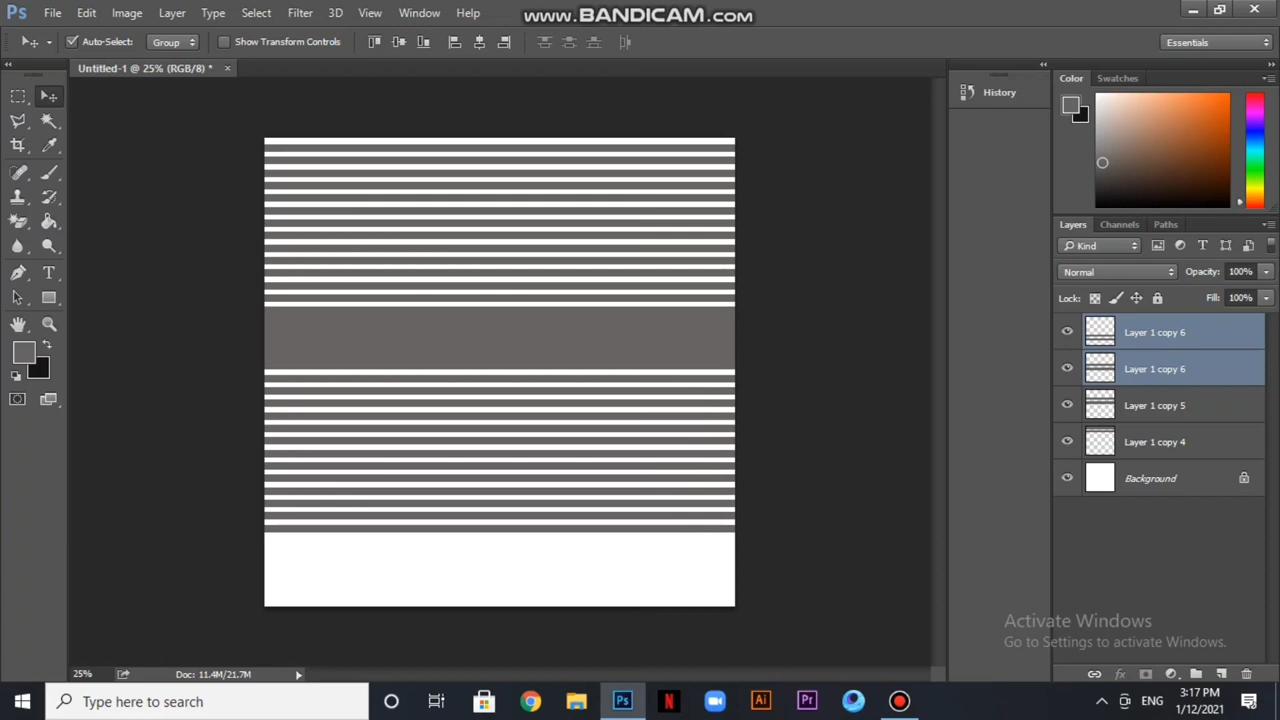 www.BANDICAM.com
Ps File Edit Image Layer Type Select Filter 3D View Window Help
Auto-Select: Group Show Transform Controls Essentials
Untitled-1 @ 25% (RGB/8) * ×
History
Color Swatches
Layers Channels Paths
Kind
Normal Opacity: 100%
Lock: Fill: 100%
Layer 1 copy 6
Layer 1 copy 6
Layer 1 copy 5
Layer 1 copy 4
Background
Activate Windows
Go to Settings to activate Windows.
25% Doc: 11.4M/21.7M
Type here to search Ps N Ai Pr ENG 3:17 PM
1/12/2021